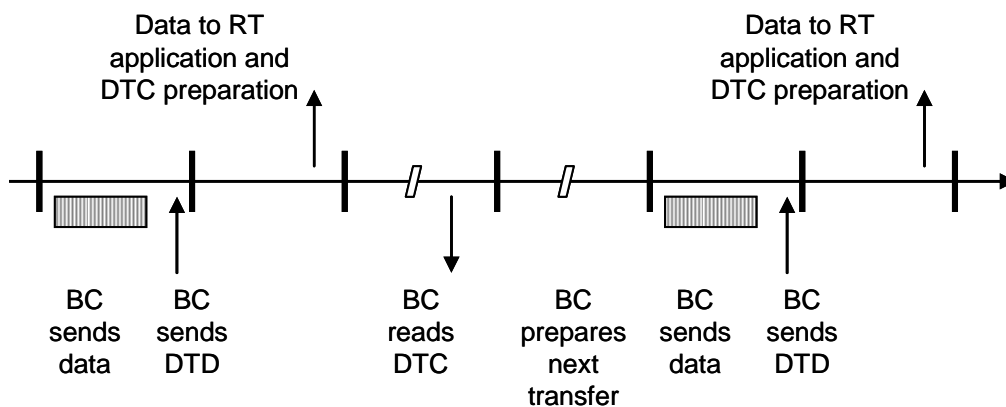 Data to RT
application and
DTC preparation
Data to RT
application and
DTC preparation
BC
sends
data
BC
sends
DTD
BC
reads
DTC
BC
prepares
next
transfer
BC
sends
data
BC
sends
DTD